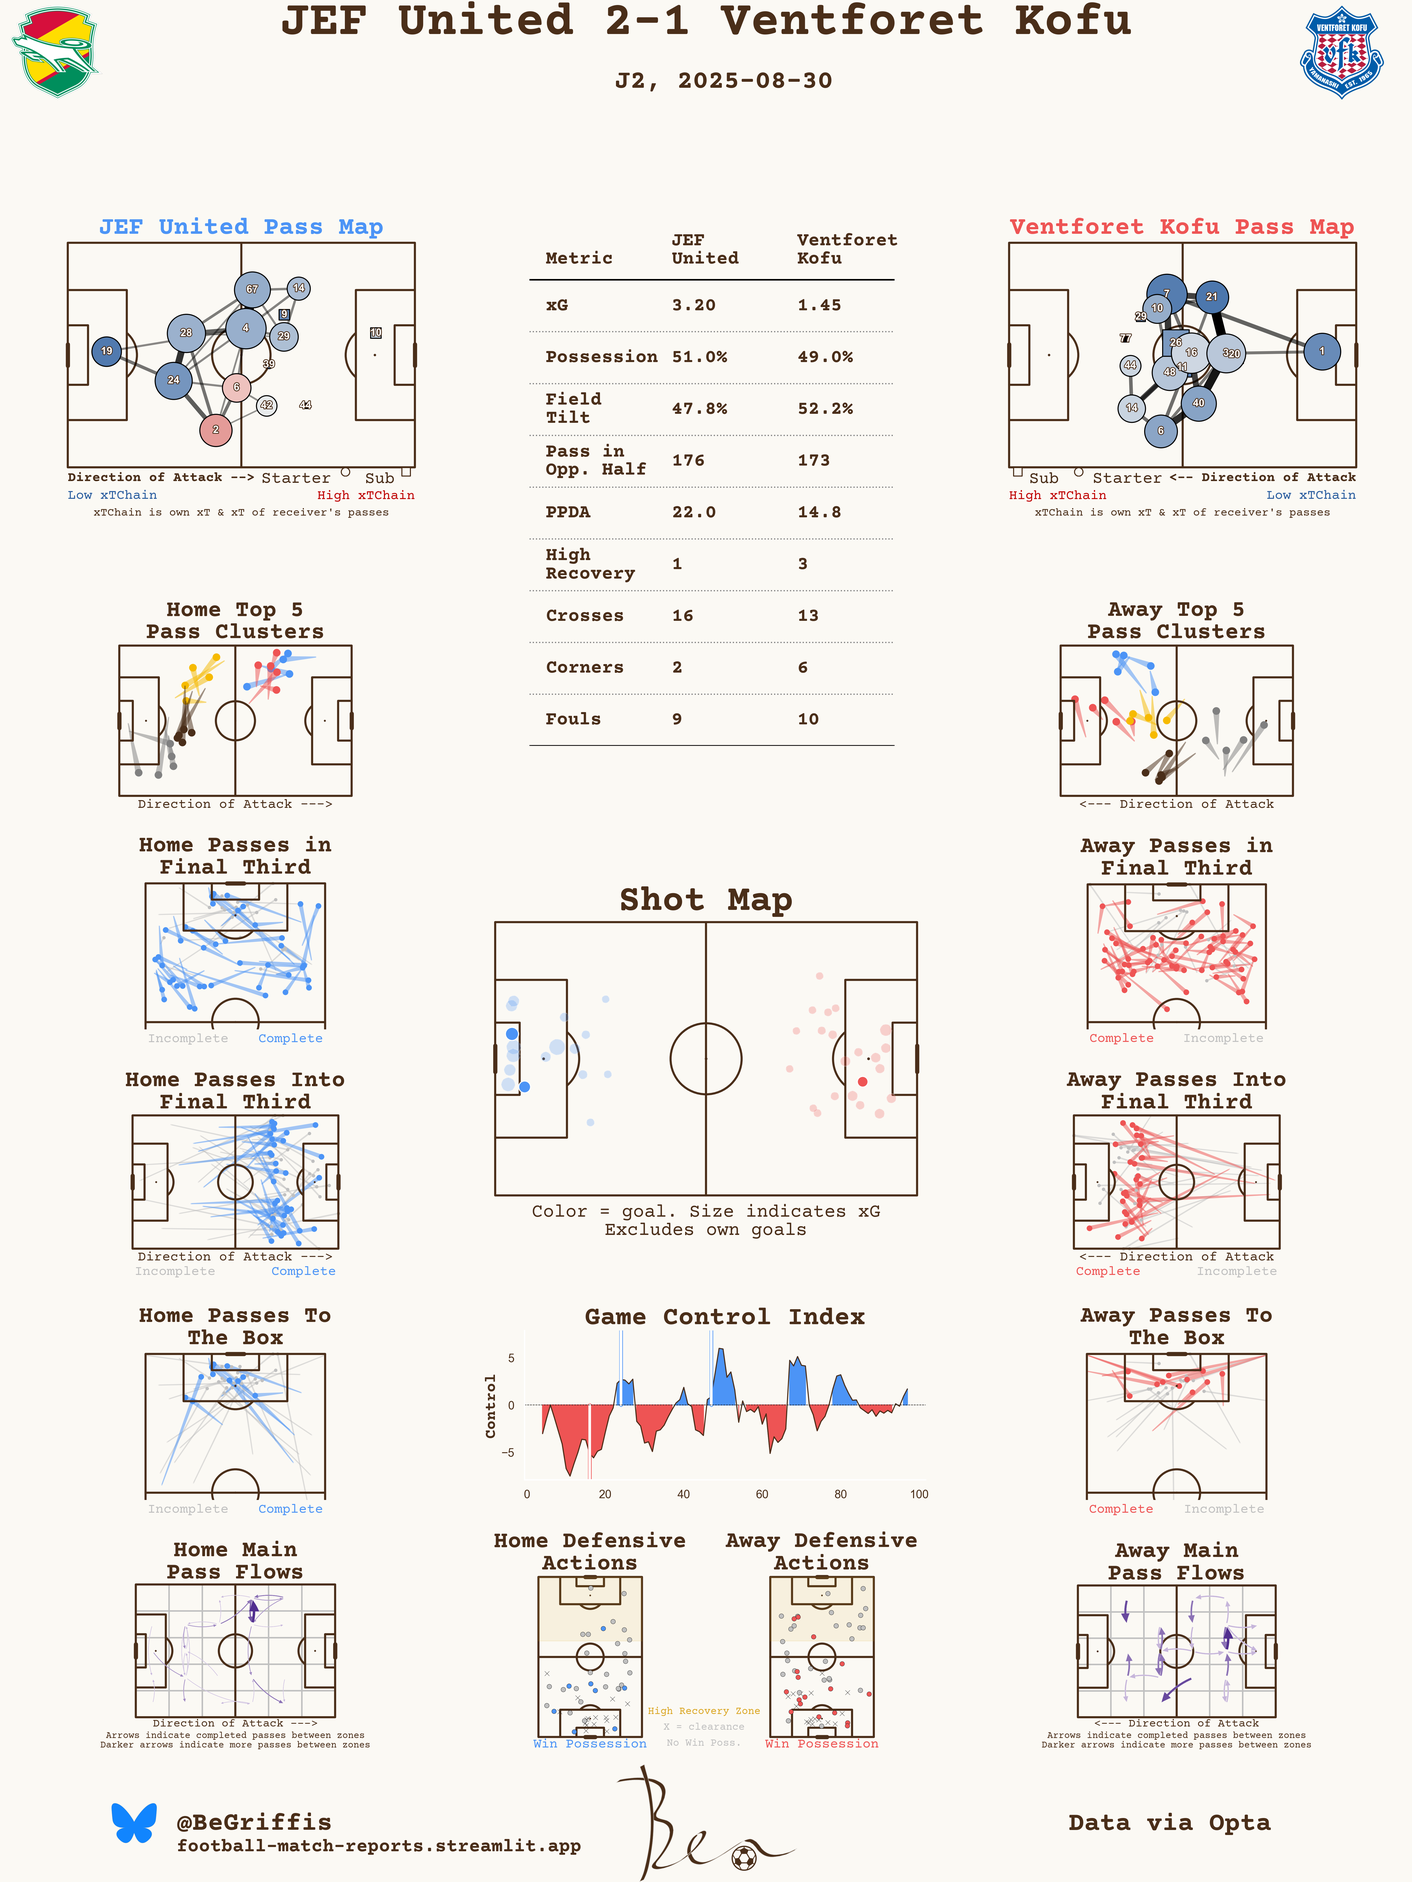 JEF United 2-1 Ventforet Kofu
J2, 2025-08-30
VENTFORET KOFU
vfk
YAMANASHI EST. 1965
JEF United Pass Map
67
14
9
4
28
29
10
19
39
24
6
42
44
2
Direction of Attack --> Starter Sub
Low xTChain High xTChain
xTChain is own xT & xT of receiver's passes
Metric JEF United Ventforet Kofu
xG 3.20 1.45
Possession 51.0% 49.0%
Field Tilt 47.8% 52.2%
Pass in Opp. Half 176 173
PPDA 22.0 14.8
High Recovery 1 3
Crosses 16 13
Corners 2 6
Fouls 9 10
Ventforet Kofu Pass Map
7
21
10
29
77
26
16
20
1
44
48
11
14
40
6
Sub Starter <-- Direction of Attack
High xTChain Low xTChain
xTChain is own xT & xT of receiver's passes
Home Top 5
Pass Clusters
Direction of Attack --->
Away Top 5
Pass Clusters
<--- Direction of Attack
Home Passes in
Final Third
Incomplete Complete
Away Passes in
Final Third
Complete Incomplete
Shot Map
Color = goal. Size indicates xG
Excludes own goals
Home Passes Into
Final Third
Direction of Attack --->
Incomplete Complete
Away Passes Into
Final Third
<--- Direction of Attack
Complete Incomplete
Home Passes To
The Box
Incomplete Complete
Game Control Index
Control
5
0
−5
0 20 40 60 80 100
Away Passes To
The Box
Complete Incomplete
Home Main
Pass Flows
Direction of Attack --->
Arrows indicate completed passes between zones
Darker arrows indicate more passes between zones
Home Defensive
Actions
Win Possession
High Recovery Zone
X = clearance
No Win Poss.
Away Defensive
Actions
Win Possession
Away Main
Pass Flows
<--- Direction of Attack
Arrows indicate completed passes between zones
Darker arrows indicate more passes between zones
@BeGriffis
football-match-reports.streamlit.app
Ben
Data via Opta